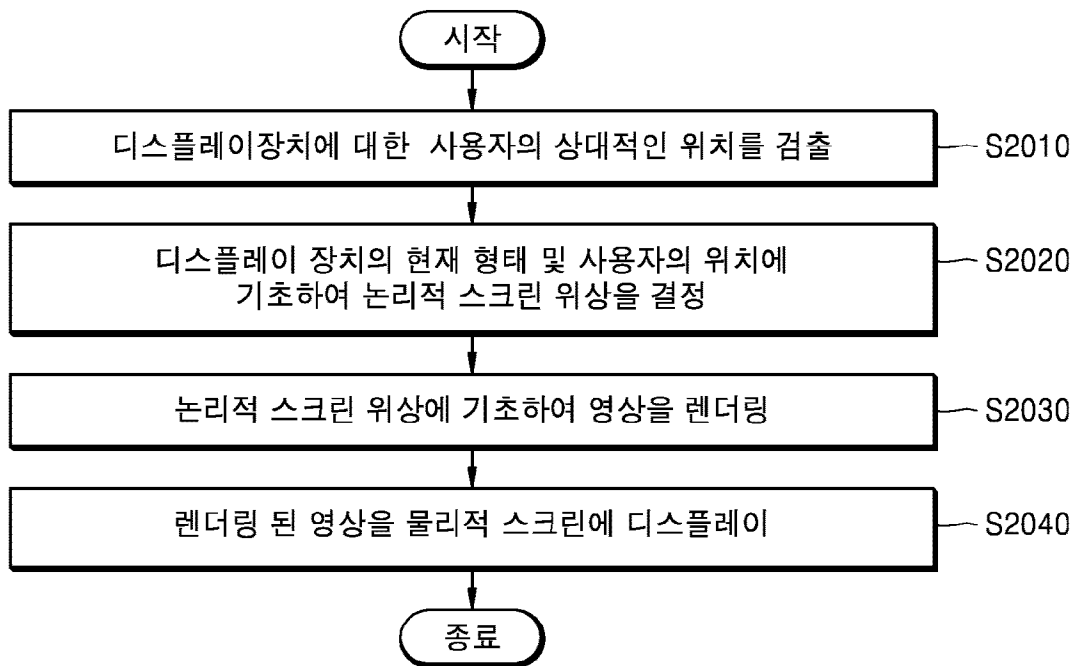 시작
디스플레이장치에 대한 사용자의 상대적인 위치를 검출
S2010
디스플레이 장치의 현재 형태 및 사용자의 위치에
기초하여 논리적 스크린 위상을 결정
S2020
논리적 스크린 위상에 기초하여 영상을 렌더링
S2030
렌더링 된 영상을 물리적 스크린에 디스플레이
S2040
종료